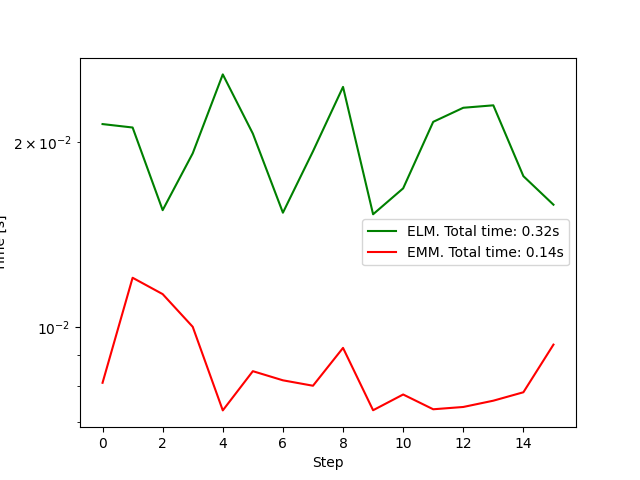 2 × 10⁻²
10⁻²
Time [s]
ELM. Total time: 0.32s
EMM. Total time: 0.14s
0 2 4 6 8 10 12 14
Step